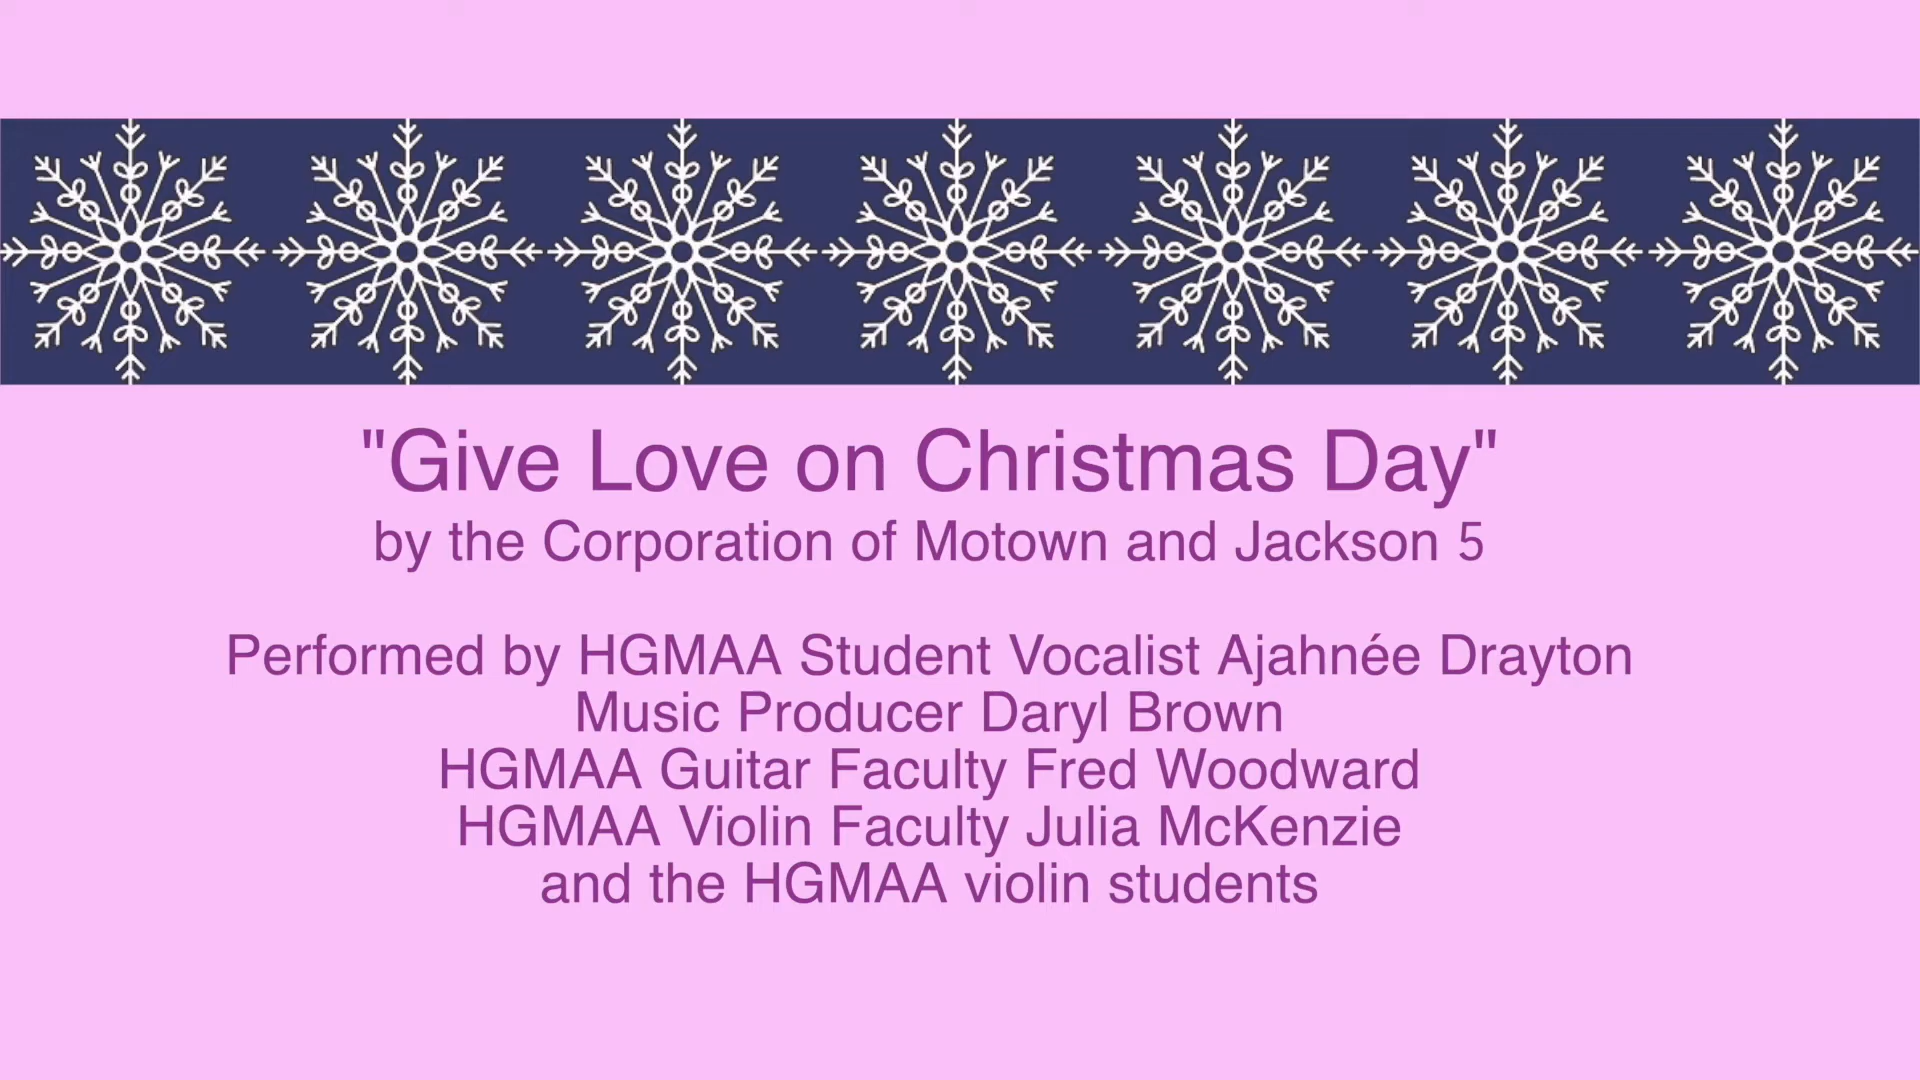 "Give Love on Christmas Day"
by the Corporation of Motown and Jackson 5
Performed by HGMAA Student Vocalist Ajahnée Drayton
Music Producer Daryl Brown
HGMAA Guitar Faculty Fred Woodward
HGMAA Violin Faculty Julia McKenzie
and the HGMAA violin students